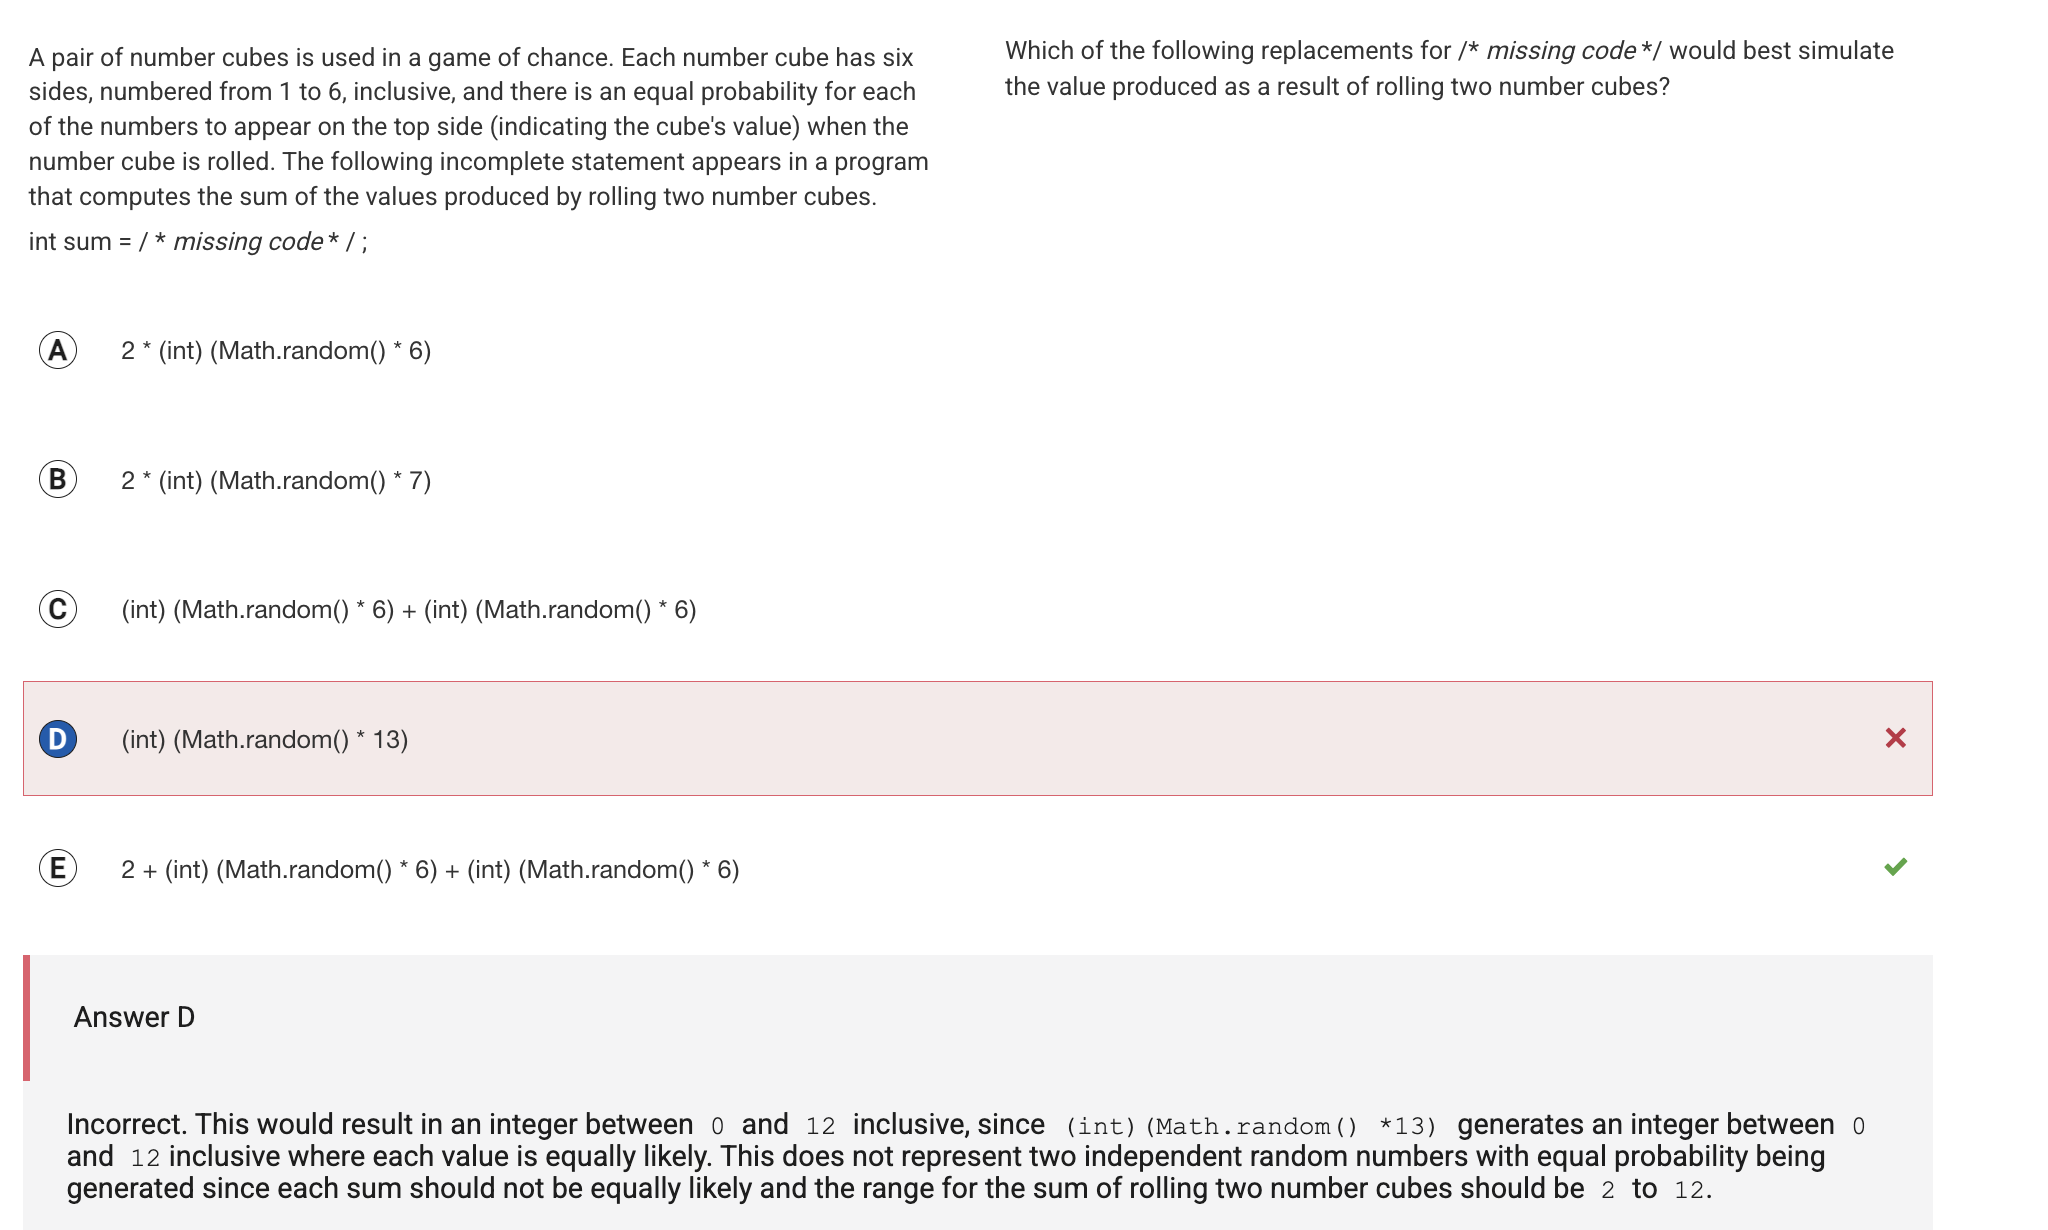 A pair of number cubes is used in a game of chance. Each number cube has six
sides, numbered from 1 to 6, inclusive, and there is an equal probability for each
of the numbers to appear on the top side (indicating the cube's value) when the
number cube is rolled. The following incomplete statement appears in a program
that computes the sum of the values produced by rolling two number cubes.
int sum = / * missing code * / ;
Which of the following replacements for /* missing code */ would best simulate
the value produced as a result of rolling two number cubes?
A 2 * (int) (Math.random() * 6)
B 2 * (int) (Math.random() * 7)
C (int) (Math.random() * 6) + (int) (Math.random() * 6)
D (int) (Math.random() * 13)
E 2 + (int) (Math.random() * 6) + (int) (Math.random() * 6)
Answer D
Incorrect. This would result in an integer between 0 and 12 inclusive, since (int)(Math.random() *13) generates an integer between 0
and 12 inclusive where each value is equally likely. This does not represent two independent random numbers with equal probability being
generated since each sum should not be equally likely and the range for the sum of rolling two number cubes should be 2 to 12.